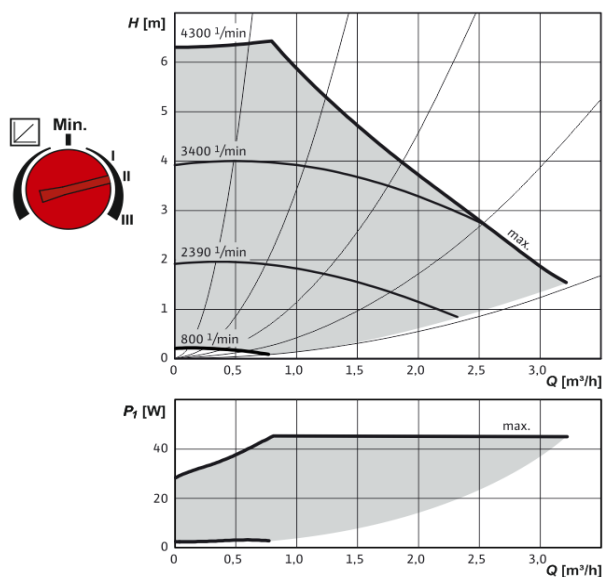 H [m]
4300 1/min
6
5
Min.
I
3400 1/min
4
II
3
III
max.
2390 1/min
2
1
800 1/min
0
0 0,5 1,0 1,5 2,0 2,5 3,0
Q [m³/h]
P1 [W]
max.
40
20
0
0 0,5 1,0 1,5 2,0 2,5 3,0
Q [m³/h]